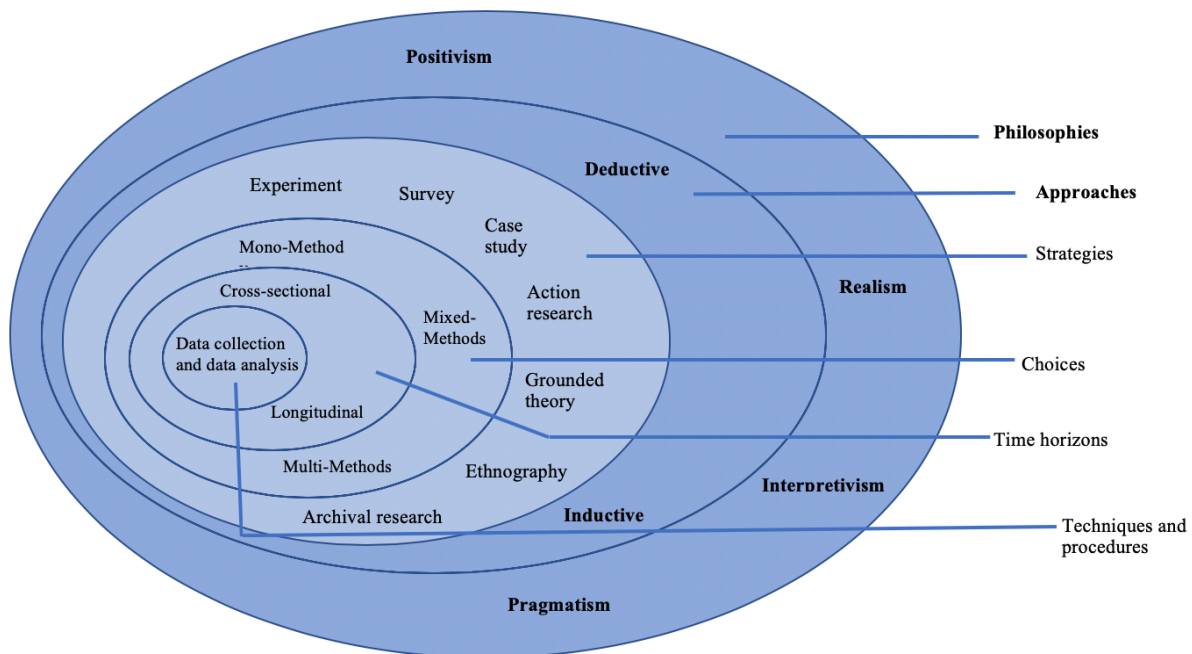 Positivism
Philosophies
Deductive
Approaches
Experiment
Survey
Case
study
Strategies
Mono-Method
Cross-sectional
Realism
Action
research
Mixed-
Methods
Data collection
and data analysis
Choices
Grounded
theory
Longitudinal
Time horizons
Multi-Methods
Ethnography
Interpretivism
Archival research
Inductive
Techniques and
procedures
Pragmatism